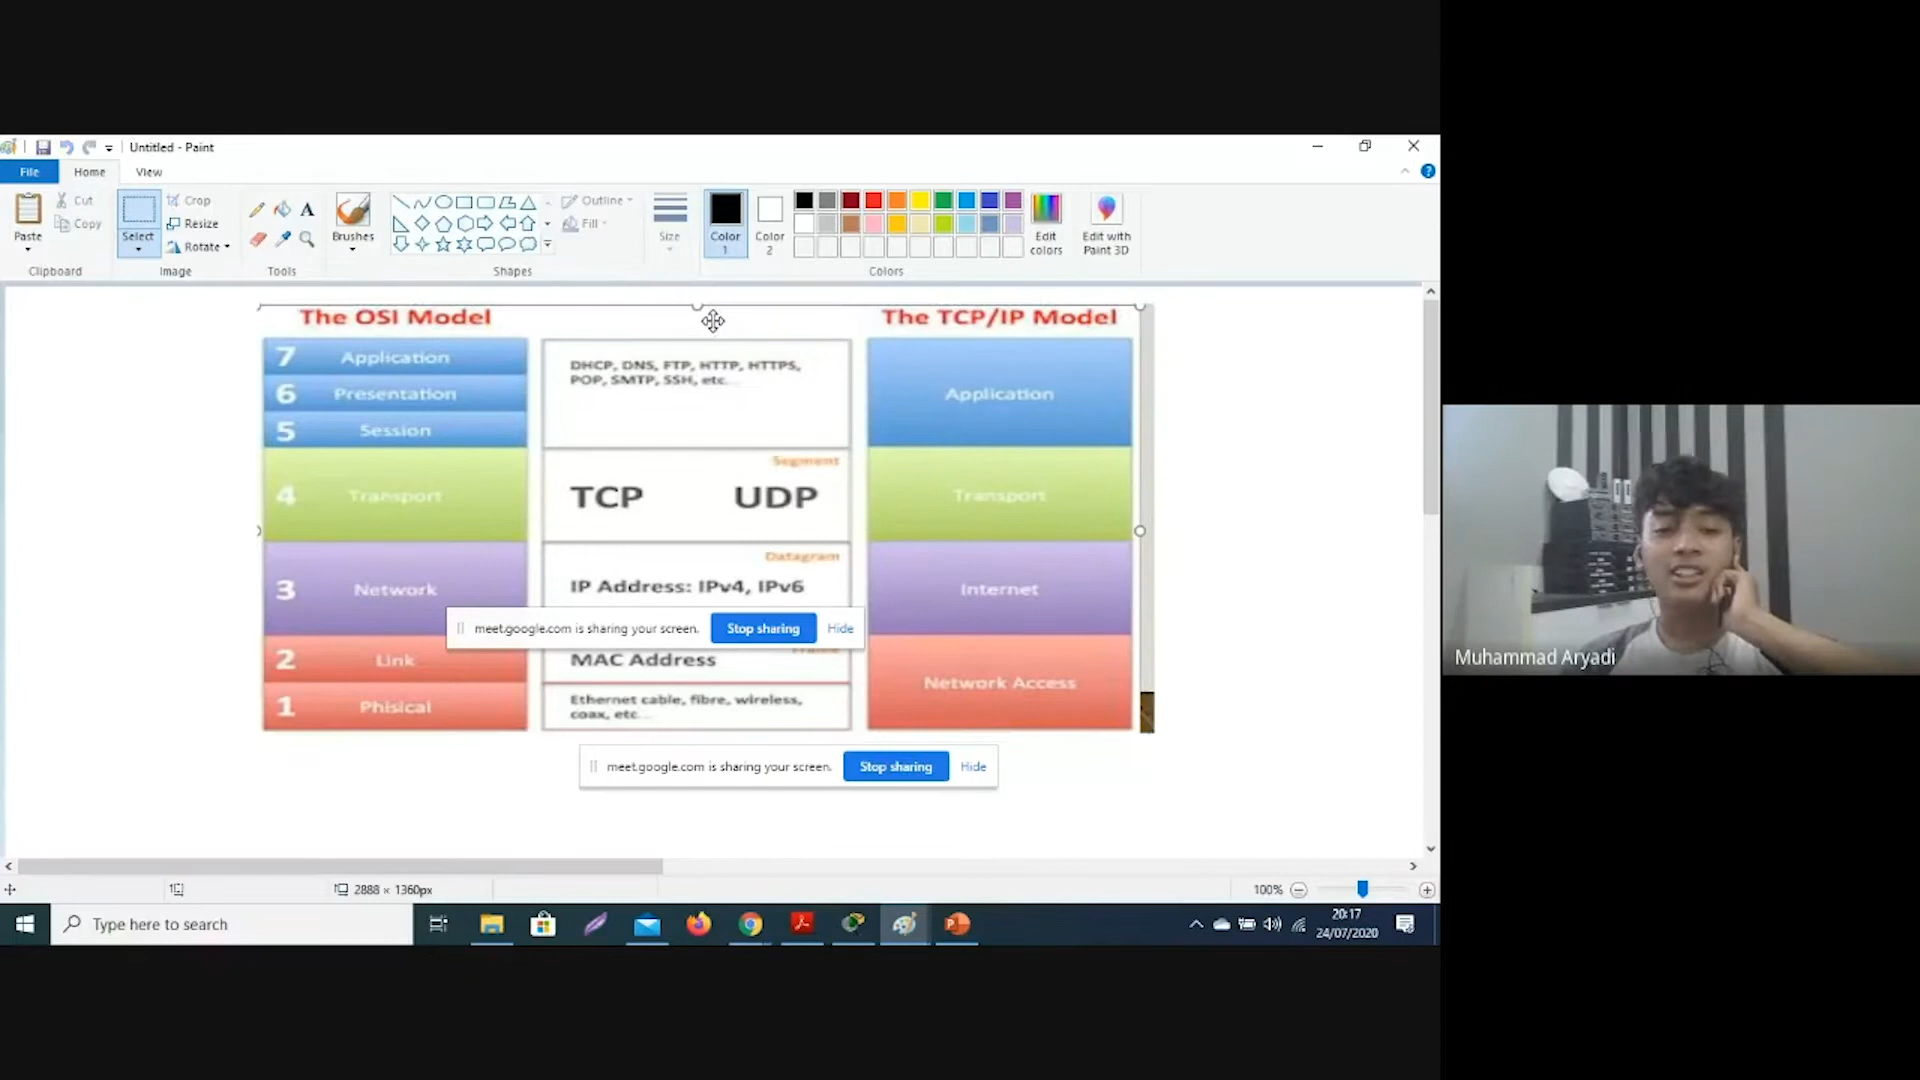 Untitled - Paint
File Home View
Paste
Cut
Copy
Clipboard
Select
Crop
Resize
Rotate
Image
A
Tools
Brushes
Outline
Fill
Shapes
Size
Color
1
Color
2
Colors
Edit
colors
Edit with
Paint 3D
The OSI Model
The TCP/IP Model
7 Application
6 Presentation
5 Session
4 Transport
3 Network
2 Link
1 Phisical
DHCP, DNS, FTP, HTTP, HTTPS,
POP, SMTP, SSH, etc...
Segment
TCP UDP
Datagram
IP Address: IPv4, IPv6
meet.google.com is sharing your screen. Stop sharing Hide
MAC Address
Ethernet cable, fibre, wireless,
coax, etc...
Application
Transport
Internet
Network Access
meet.google.com is sharing your screen. Stop sharing Hide
2888 × 1360px
100%
Type here to search
20:17
24/07/2020
Muhammad Aryadi